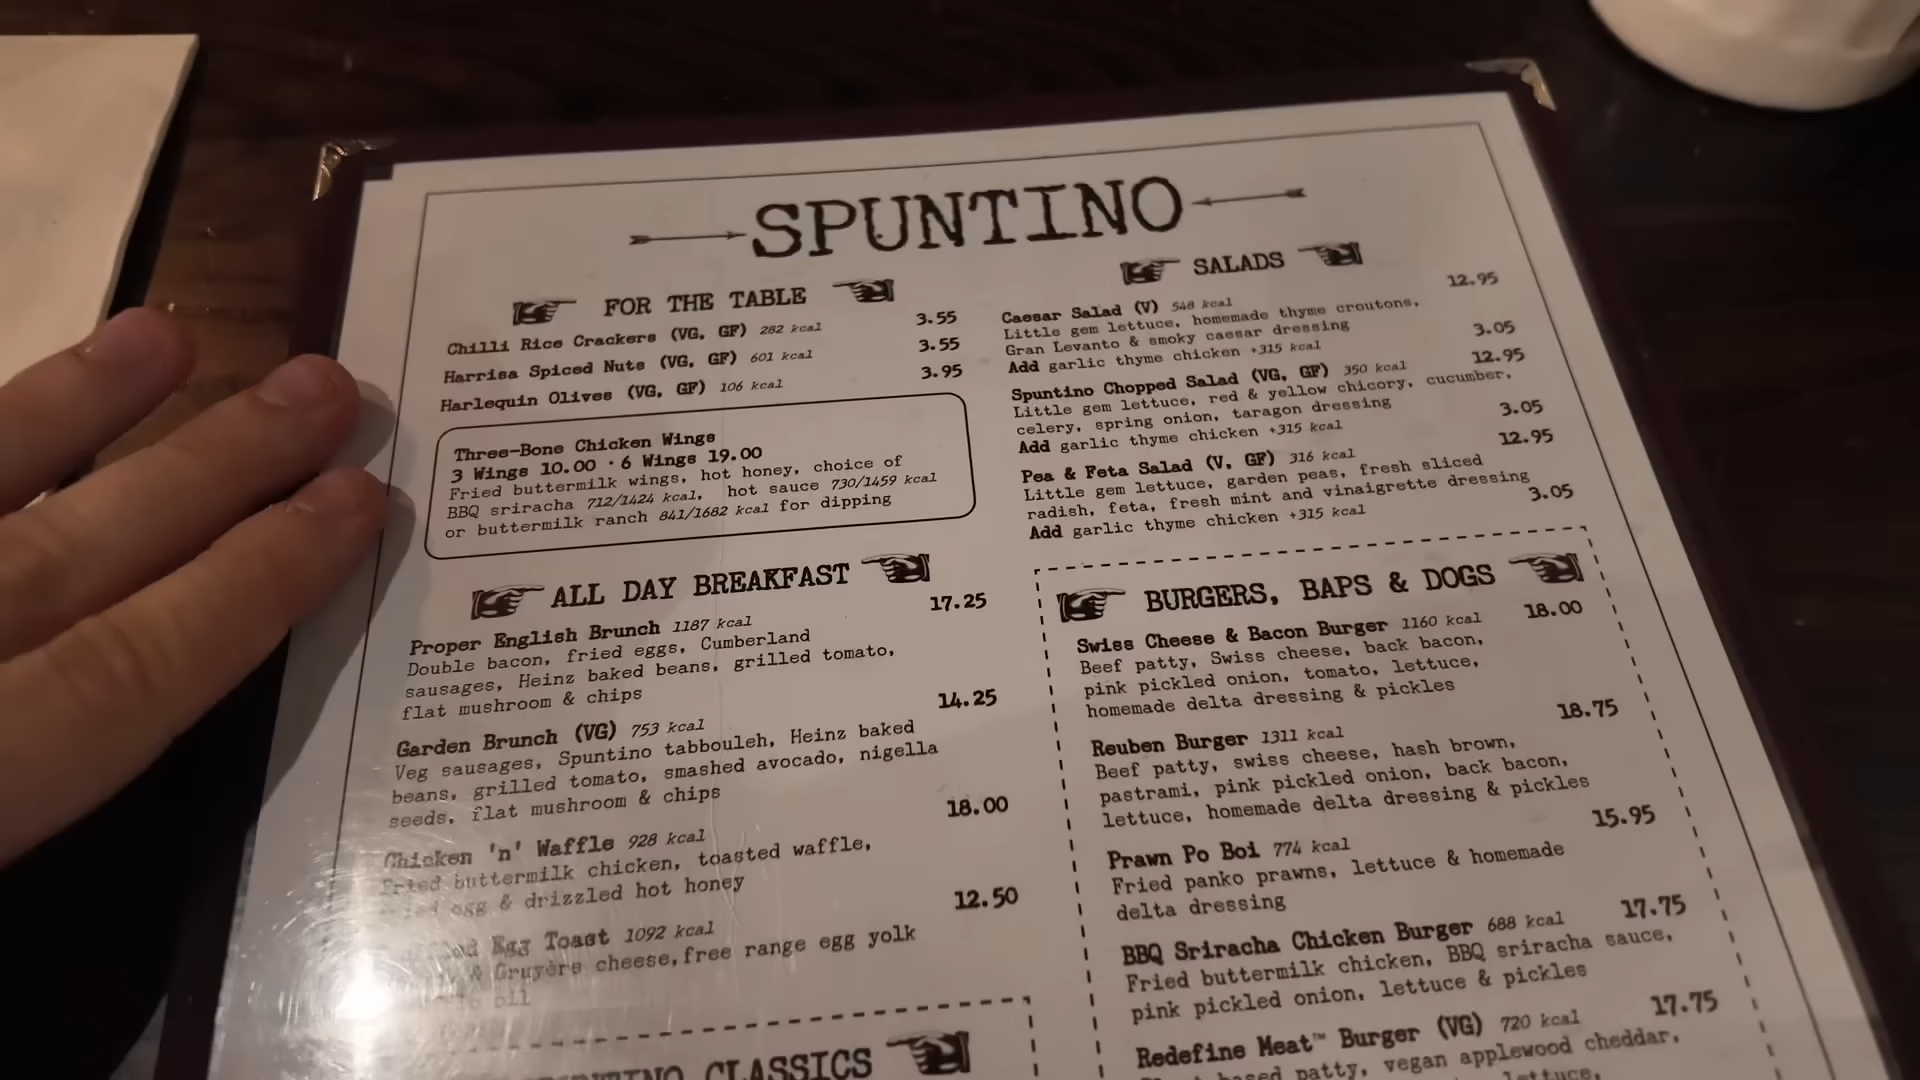 SPUNTINO
FOR THE TABLE
Chilli Rice Crackers (VG, GF) 282 kcal 3.55
Harrisa Spiced Nuts (VG, GF) 601 kcal 3.55
Harlequin Olives (VG, GF) 106 kcal 3.95
Three-Bone Chicken Wings
3 Wings 10.00 · 6 Wings 19.00
Fried buttermilk wings, hot honey, choice of
BBQ sriracha 712/1424 kcal, hot sauce 730/1459 kcal
or buttermilk ranch 841/1682 kcal for dipping
ALL DAY BREAKFAST
Proper English Brunch 1187 kcal 17.25
Double bacon, fried eggs, Cumberland
sausages, Heinz baked beans, grilled tomato,
flat mushroom & chips
Garden Brunch (VG) 753 kcal 14.25
Veg sausages, Spuntino tabbouleh, Heinz baked
beans, grilled tomato, smashed avocado, nigella
seeds, flat mushroom & chips
Chicken 'n' Waffle 928 kcal 18.00
Fried buttermilk chicken, toasted waffle,
egg & drizzled hot honey
Egg Toast 1092 kcal 12.50
& Gruyère cheese, free range egg yolk
oil
CLASSICS
SALADS
Caesar Salad (V) 548 kcal 12.95
Little gem lettuce, homemade thyme croutons,
Gran Levanto & smoky caesar dressing
Add garlic thyme chicken +315 kcal 3.05
Spuntino Chopped Salad (VG, GF) 350 kcal 12.95
Little gem lettuce, red & yellow chicory, cucumber,
celery, spring onion, taragon dressing
Add garlic thyme chicken +315 kcal 3.05
Pea & Feta Salad (V, GF) 316 kcal 12.95
Little gem lettuce, garden peas, fresh sliced
radish, feta, fresh mint and vinaigrette dressing
Add garlic thyme chicken +315 kcal 3.05
BURGERS, BAPS & DOGS
Swiss Cheese & Bacon Burger 1160 kcal 18.00
Beef patty, Swiss cheese, back bacon,
pink pickled onion, tomato, lettuce,
homemade delta dressing & pickles
Reuben Burger 1311 kcal 18.75
Beef patty, swiss cheese, hash brown,
pastrami, pink pickled onion, back bacon,
lettuce, homemade delta dressing & pickles
Prawn Po Boi 774 kcal 15.95
Fried panko prawns, lettuce & homemade
delta dressing
BBQ Sriracha Chicken Burger 688 kcal 17.75
Fried buttermilk chicken, BBQ sriracha sauce,
pink pickled onion, lettuce & pickles
Redefine Meat™ Burger (VG) 720 kcal 17.75
based patty, vegan applewood cheddar,
lettuce,